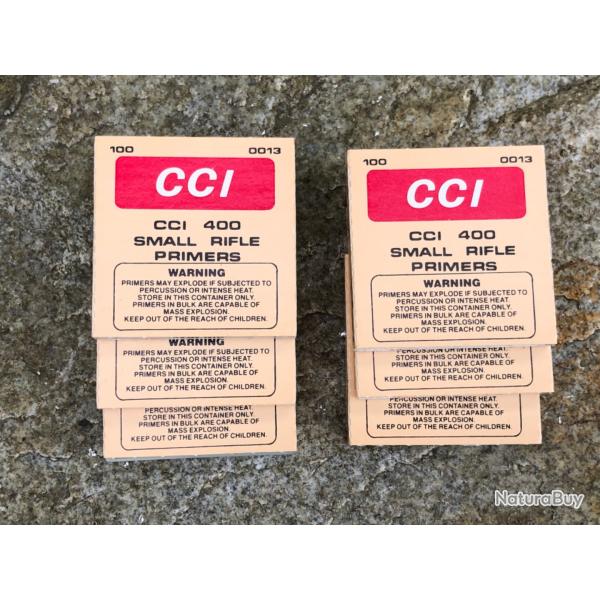 100 0013
CCI
CCI 400
SMALL RIFLE
PRIMERS
WARNING
PRIMERS MAY EXPLODE IF SUBJECTED TO
PERCUSSION OR INTENSE HEAT.
STORE IN THIS CONTAINER ONLY.
PRIMERS IN BULK ARE CAPABLE OF
MASS EXPLOSION.
KEEP OUT OF THE REACH OF CHILDREN.
WARNING
PRIMERS MAY EXPLODE IF SUBJECTED TO
PERCUSSION OR INTENSE HEAT.
STORE IN THIS CONTAINER ONLY.
PRIMERS IN BULK ARE CAPABLE OF
MASS EXPLOSION.
KEEP OUT OF THE REACH OF CHILDREN.
PERCUSSION OR INTENSE HEAT.
STORE IN THIS CONTAINER ONLY.
PRIMERS IN BULK ARE CAPABLE OF
MASS EXPLOSION.
KEEP OUT OF THE REACH OF CHILDREN.
100 0013
CCI
CCI 400
SMALL RIFLE
PRIMERS
WARNING
PRIMERS MAY EXPLODE IF SUBJECTED TO
PERCUSSION OR INTENSE HEAT.
STORE IN THIS CONTAINER ONLY.
PRIMERS IN BULK ARE CAPABLE OF
MASS EXPLOSION.
KEEP OUT OF THE REACH OF CHILDREN.
PERCUSSION OR INTENSE HEAT.
STORE IN THIS CONTAINER ONLY.
PRIMERS IN BULK ARE CAPABLE OF
MASS EXPLOSION.
KEEP OUT OF THE REACH OF CHILDREN.
STORE IN THIS CONTAINER ONLY.
PRIMERS IN BULK ARE CAPABLE OF
MASS EXPLOSION.
KEEP OUT OF THE REACH OF CHILDREN.
NaturaBuy